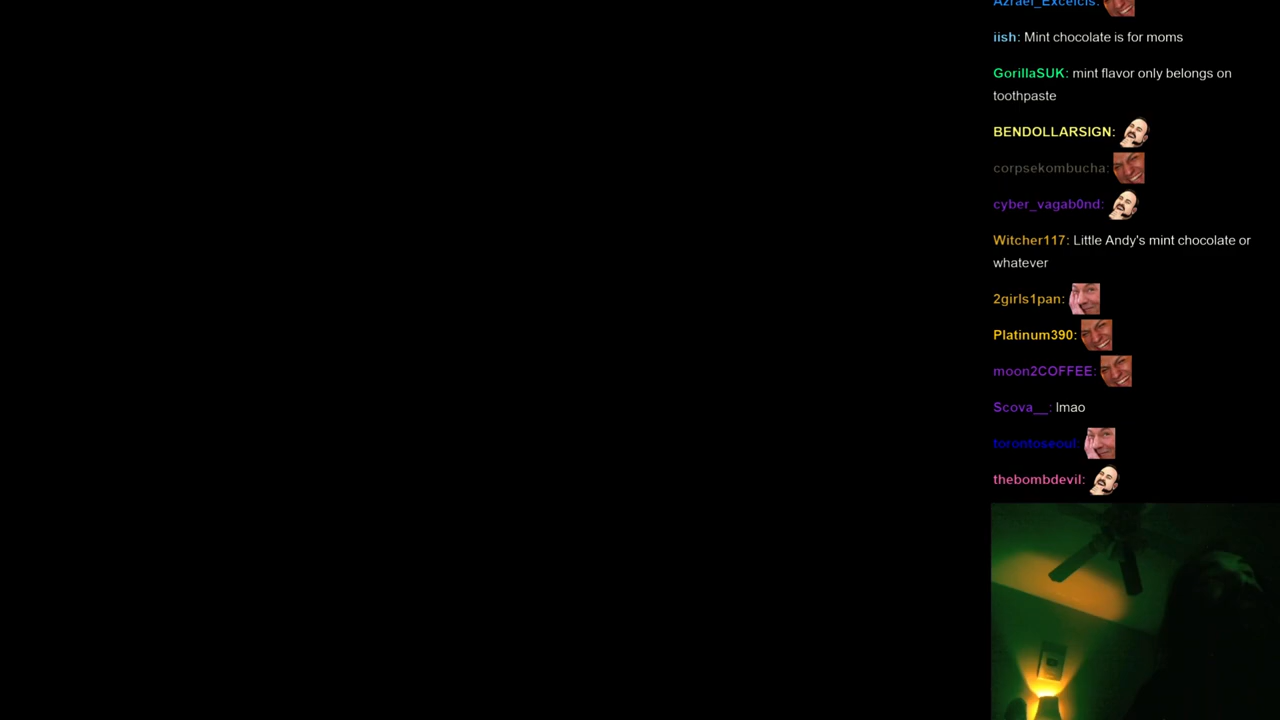 Azrael_Excelcis:
iish: Mint chocolate is for moms
GorillaSUK: mint flavor only belongs on
toothpaste
BENDOLLARSIGN:
corpsekombucha:
cyber_vagab0nd:
Witcher117: Little Andy's mint chocolate or
whatever
2girls1pan:
Platinum390:
moon2COFFEE:
Scova__: lmao
torontoseoul:
thebombdevil: